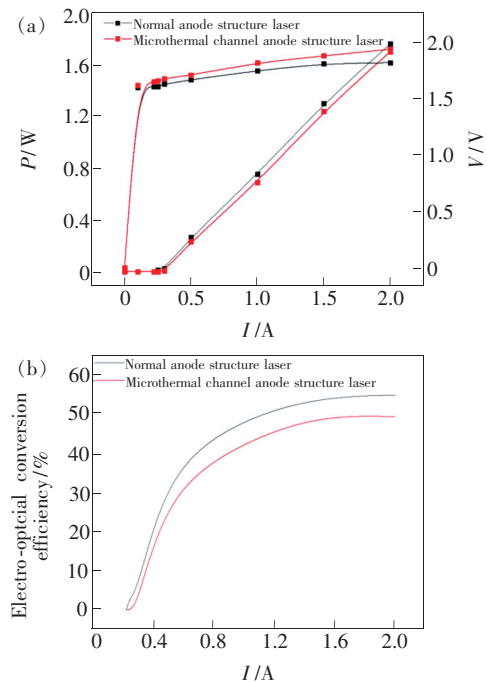 (a)
Normal anode structure laser
Microthermal channel anode structure laser
P/W
2.0
1.6
1.2
0.8
0.4
0
V/V
2.0
1.5
1.0
0.5
0
0 0.5 1.0 1.5 2.0
I/A
(b)
Normal anode structure laser
Microthermal channel anode structure laser
Electro-optcial conversion
efficiency/%
60
50
40
30
20
10
0
0 0.4 0.8 1.2 1.6 2.0
I/A